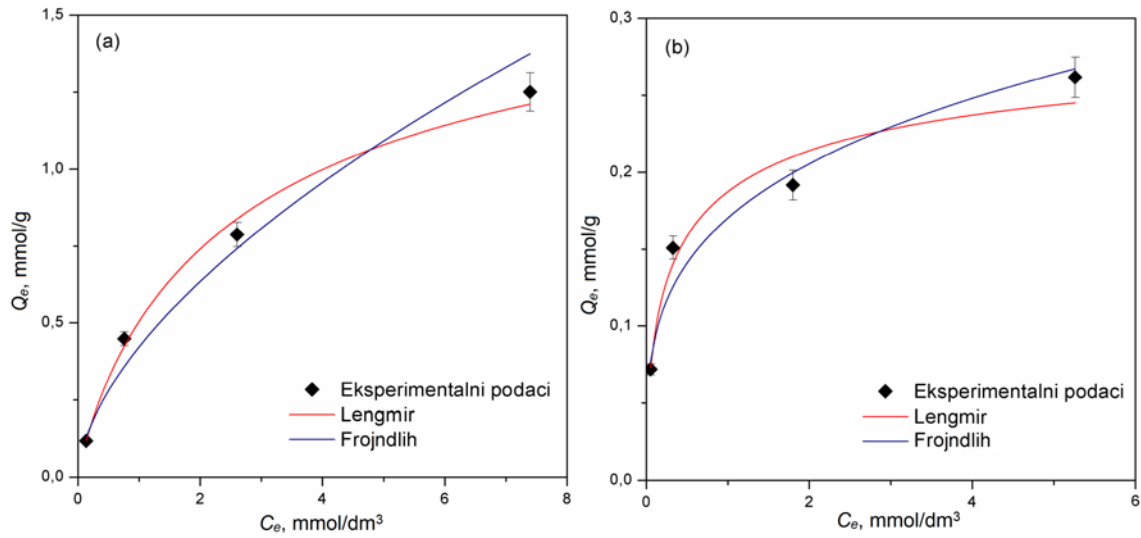 (a)
1,5
1,0
0,5
0,0
Qe, mmol/g
Eksperimentalni podaci
Lengmir
Frojndlih
0
2
4
6
8
Ce, mmol/dm³
(b)
0,3
0,2
0,1
0,0
Qe, mmol/g
Eksperimentalni podaci
Lengmir
Frojndlih
0
2
4
6
Ce, mmol/dm³